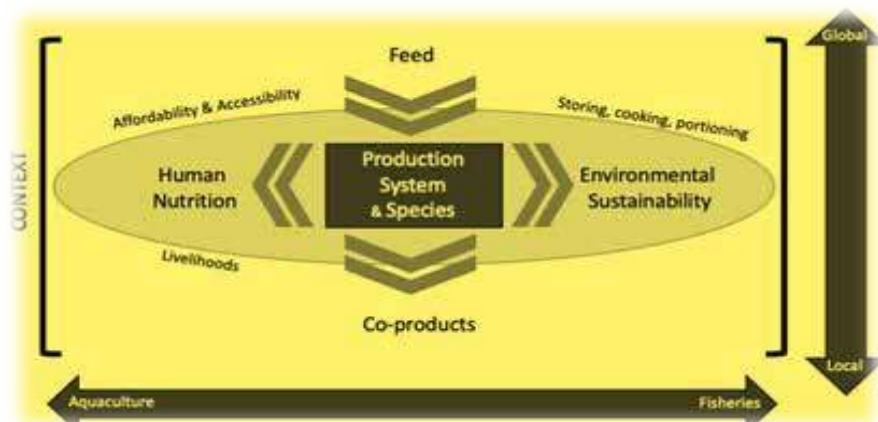 Global
Feed
Affordability & Accessibility
Storing, cooking, portioning
CONTEXT
Human
Nutrition
Production
System
& Species
Environmental
Sustainability
Livelihoods
Co-products
Local
Aquaculture
Fisheries